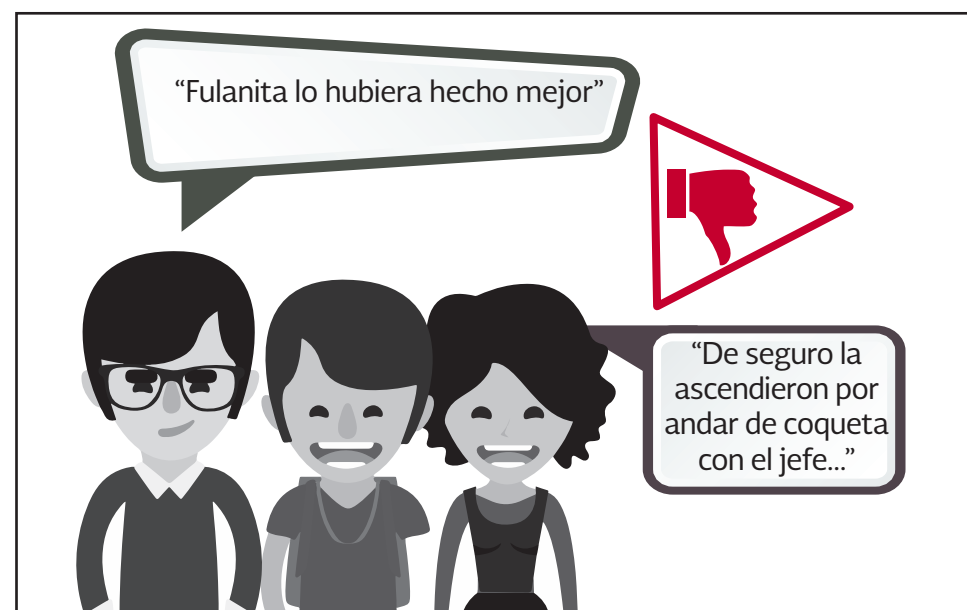 “Fulanita lo hubiera hecho mejor”
“De seguro la
ascendieron por
andar de coqueta
con el jefe...”